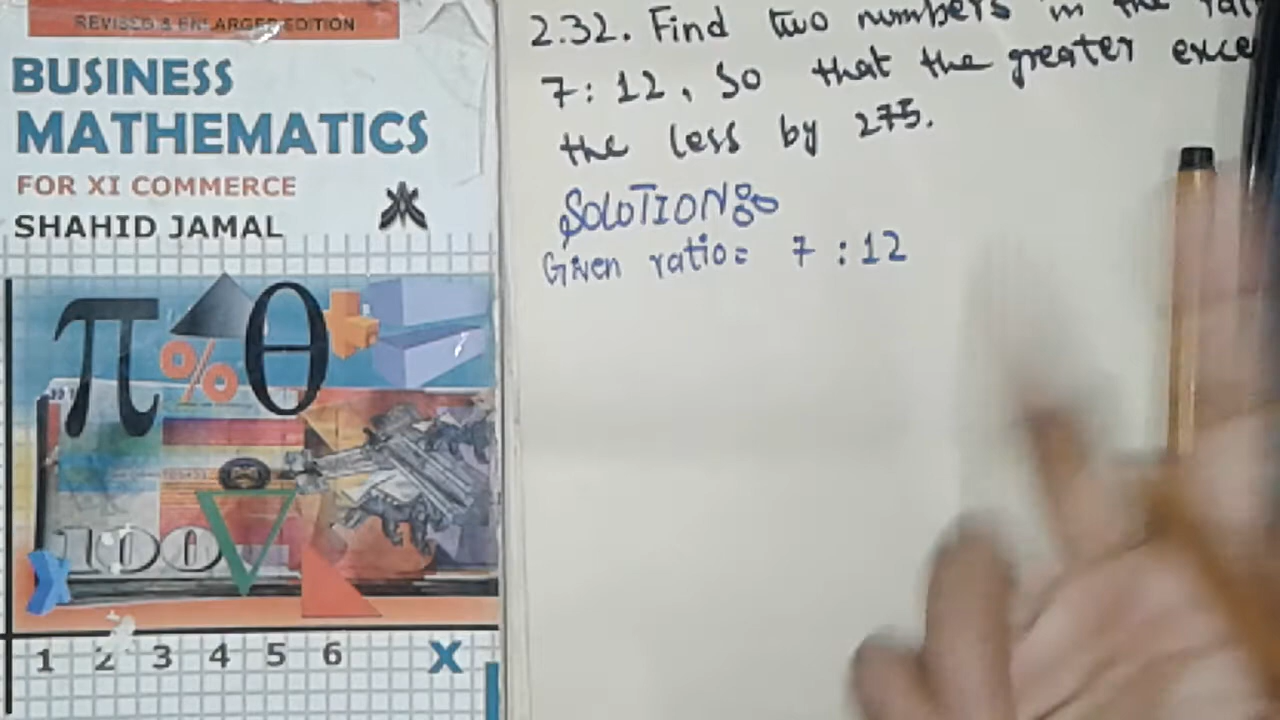 REVISED & ENLARGED EDITION
BUSINESS
MATHEMATICS
FOR XI COMMERCE
SHAHID JAMAL
π % θ
100
1 2 3 4 5 6 X
2.32. Find two numbers in the
7 : 12, So that the greater exce
the less by 275.
SOLUTION:
Given ratio= 7 : 12